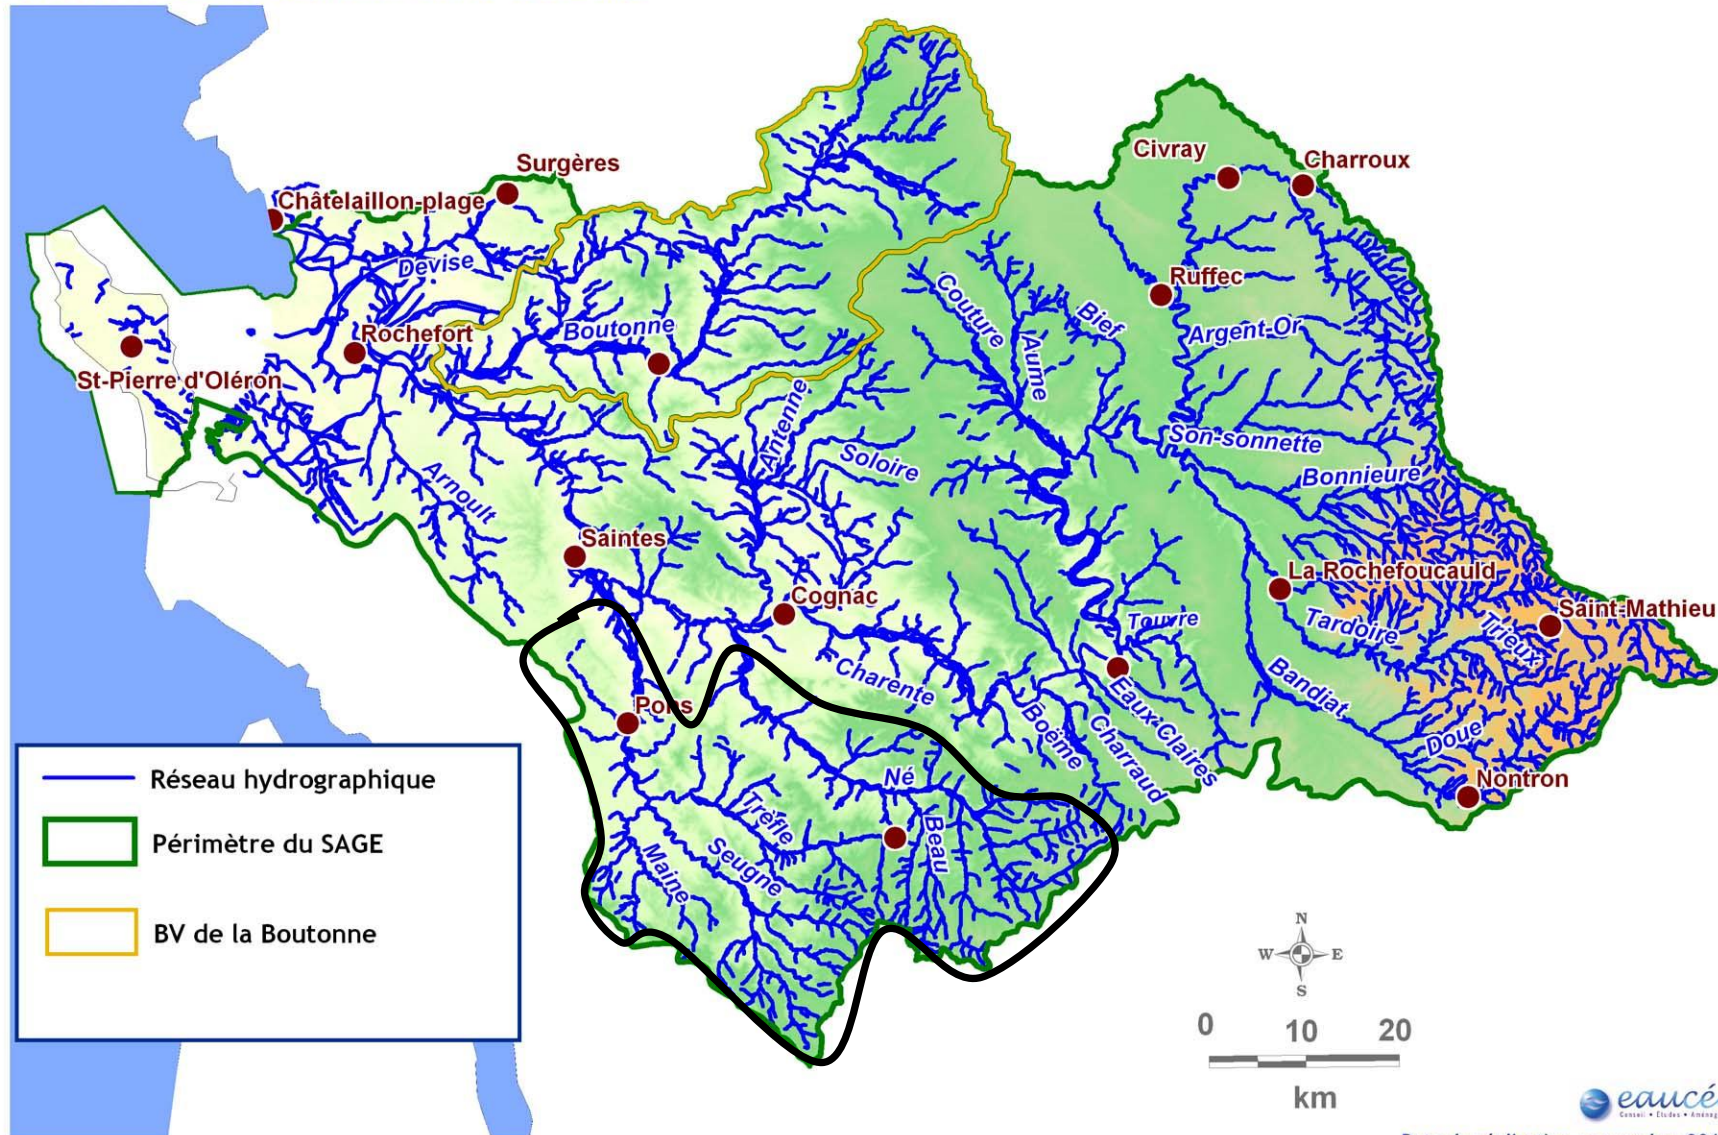 Surgères
Civray
Charroux
Châtelaillon-plage
Devise
Ruffec
Couture
Bief
Argent-Or
Rochefort
Boutonne
Aume
St-Pierre d'Oléron
Antenne
Son-sonnette
Soloire
Bonnieure
Arnoult
Saintes
La Rochefoucauld
Cognac
Saint-Mathieu
Touvre
Tardoire
Trieux
Charente
Eaux-Claires
Bandiat
Pons
Boëme
Charraud
Doue
Nontron
Né
Trèfle
Beau
Seugne
Maine
Réseau hydrographique
Périmètre du SAGE
BV de la Boutonne
N
W E
S
0 10 20
km
eaucé